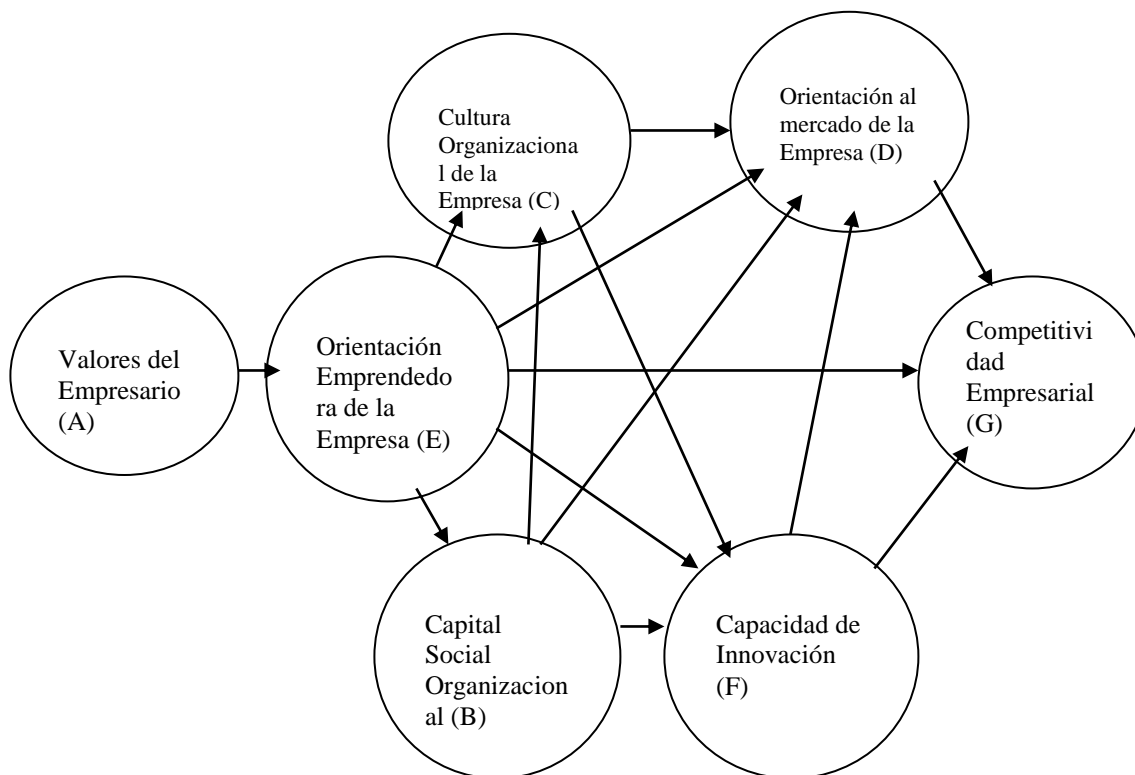 Cultura
Organizaciona
l de la
Empresa (C)
Orientación al
mercado de la
Empresa (D)
Valores del
Empresario
(A)
Orientación
Emprendedo
ra de la
Empresa (E)
Competitivi
dad
Empresarial
(G)
Capital
Social
Organizacion
al (B)
Capacidad de
Innovación
(F)